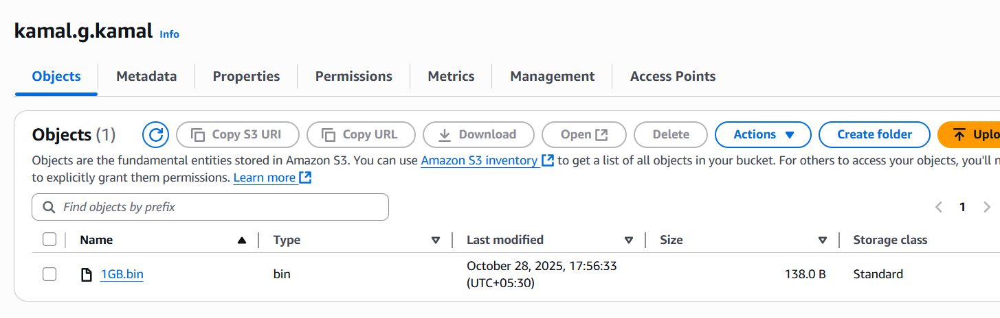 kamal.g.kamal Info
Objects Metadata Properties Permissions Metrics Management Access Points
Objects (1) Copy S3 URI Copy URL Download Open Delete Actions Create folder
Objects are the fundamental entities stored in Amazon S3. You can use Amazon S3 inventory to get a list of all objects in your bucket. For others to access your objects, you'll
to explicitly grant them permissions. Learn more
Find objects by prefix 1
Name Type Last modified Size Storage class
1GB.bin bin October 28, 2025, 17:56:33 138.0 B Standard
(UTC+05:30)